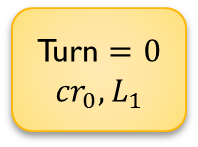 Turn = 0
cr₀, L₁